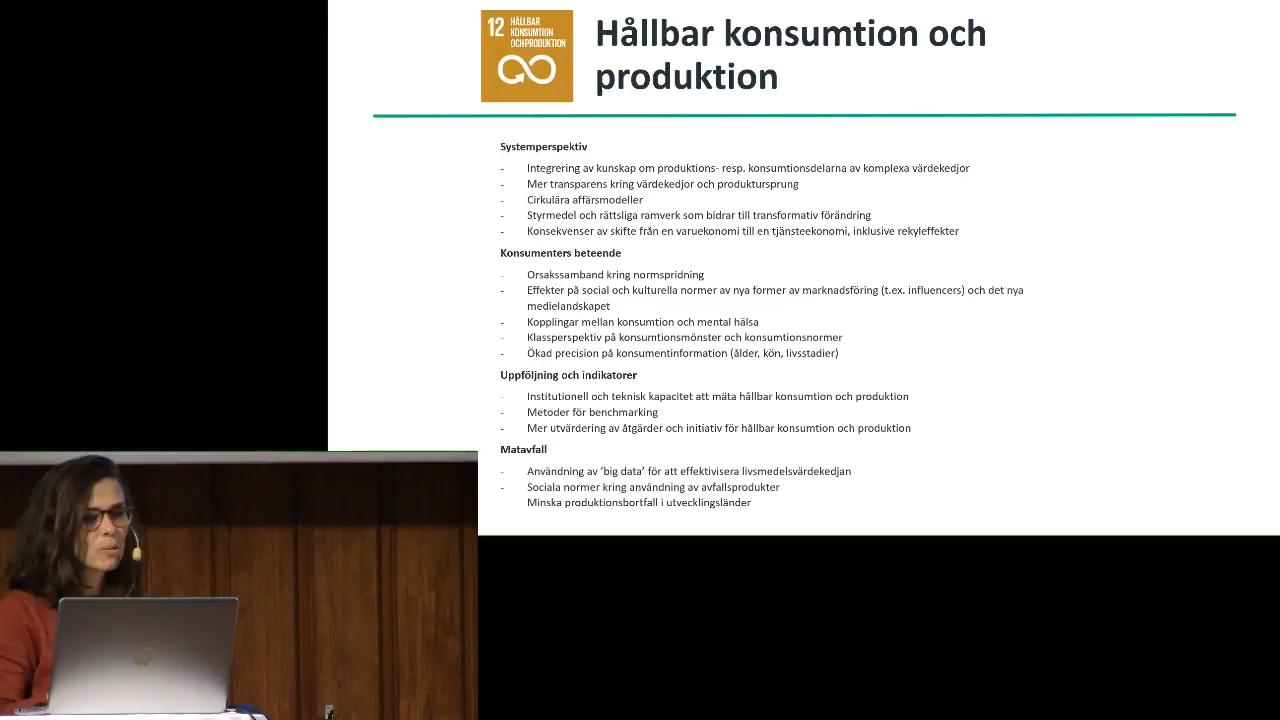 12 HÅLLBAR
KONSUMTION
OCH PRODUKTION
Hållbar konsumtion och
produktion
Systemperspektiv
- Integrering av kunskap om produktions- resp. konsumtionsdelarna av komplexa värdekedjor
- Mer transparens kring värdekedjor och produktursprung
- Cirkulära affärsmodeller
- Styrmedel och rättsliga ramverk som bidrar till transformativ förändring
- Konsekvenser av skifte från en varuekonomi till en tjänsteekonomi, inklusive rekyleffekter
Konsumenters beteende
- Orsakssamband kring normspridning
- Effekter på social och kulturella normer av nya former av marknadsföring (t.ex. influencers) och det nya
medielandskapet
- Kopplingar mellan konsumtion och mental hälsa
- Klassperspektiv på konsumtionsmönster och konsumtionsnormer
- Ökad precision på konsumentinformation (ålder, kön, livsstadier)
Uppföljning och indikatorer
- Institutionell och teknisk kapacitet att mäta hållbar konsumtion och produktion
- Metoder för benchmarking
- Mer utvärdering av åtgärder och initiativ för hållbar konsumtion och produktion
Matavfall
- Användning av ’big data’ för att effektivisera livsmedelsvärdekedjan
- Sociala normer kring användning av avfallsprodukter
Minska produktionsbortfall i utvecklingsländer